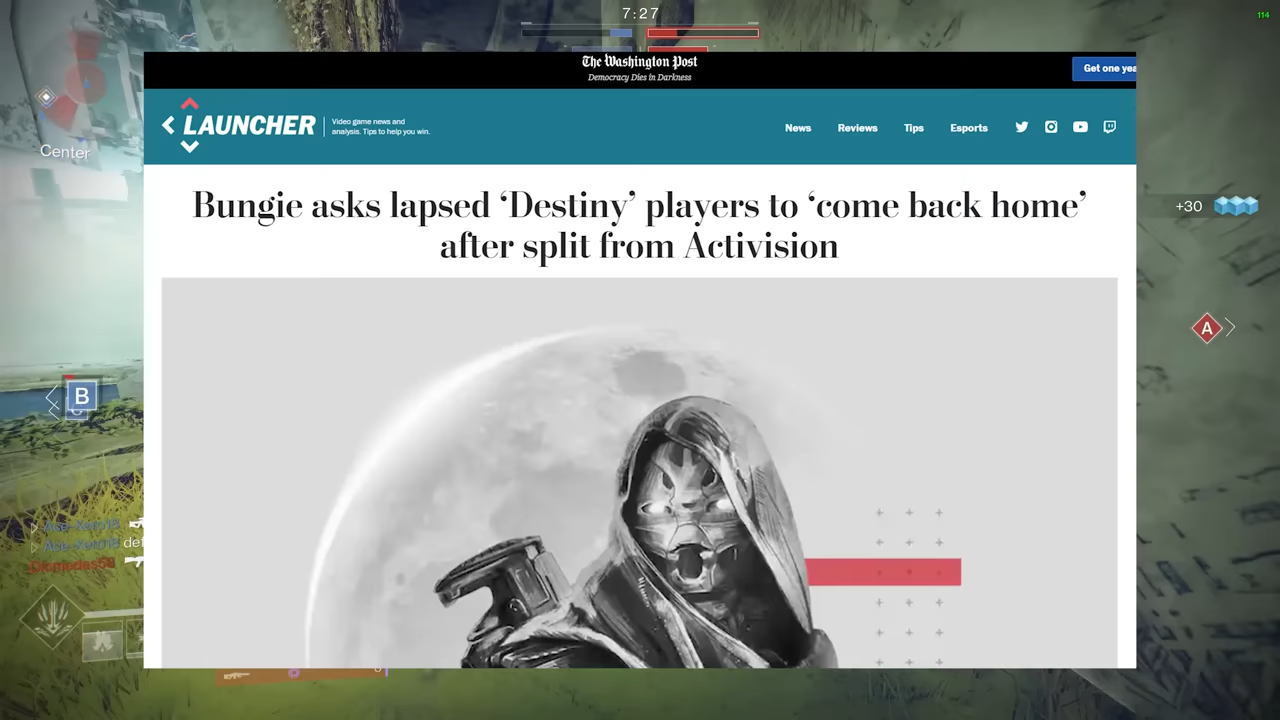 7:27
114
The Washington Post
Democracy Dies in Darkness
Get one yea
LAUNCHER
Video game news and
analysis. Tips to help you win.
News
Reviews
Tips
Esports
Center
Bungie asks lapsed ‘Destiny’ players to ‘come back home’
after split from Activision
+30
A
B
def